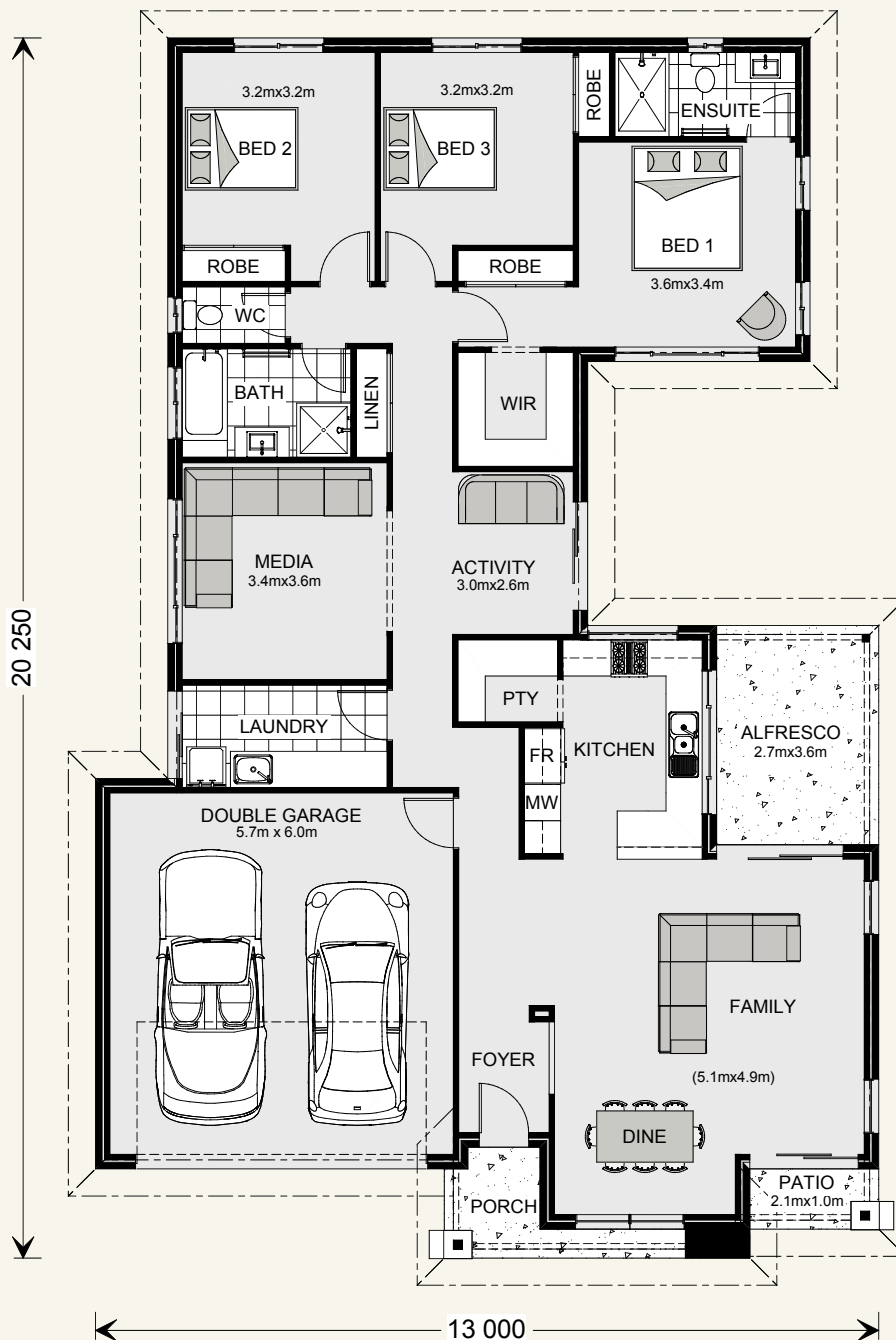 3.2mx3.2m
BED 2
ROBE
3.2mx3.2m
BED 3
ROBE
ROBE
ENSUITE
BED 1
3.6mx3.4m
WC
BATH
LINEN
WIR
MEDIA
3.4mx3.6m
ACTIVITY
3.0mx2.6m
20 250
PTY
LAUNDRY
FR
KITCHEN
MW
ALFRESCO
2.7mx3.6m
DOUBLE GARAGE
5.7m x 6.0m
FAMILY
(5.1mx4.9m)
FOYER
DINE
PORCH
PATIO
2.1mx1.0m
13 000